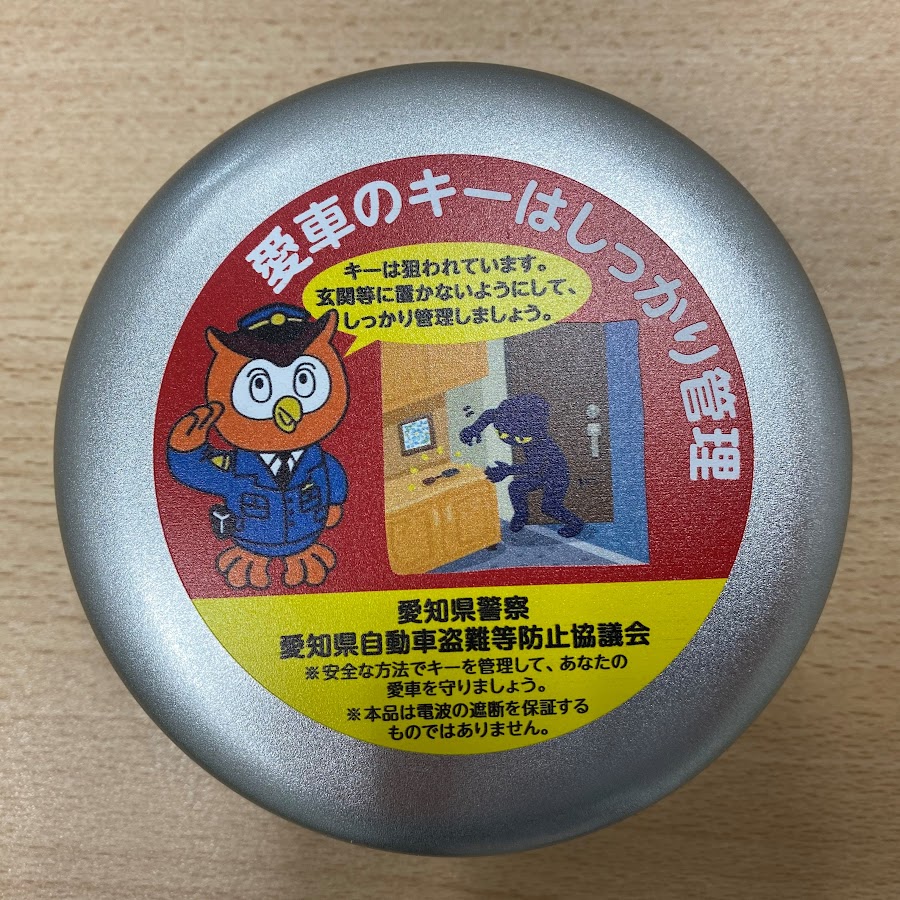 愛車のキーはしっかり管理
キーは狙われています。
玄関等に置かないようにして、
しっかり管理しましょう。
愛知県警察
愛知県自動車盗難等防止協議会
※安全な方法でキーを管理して、あなたの
愛車を守りましょう。
※本品は電波の遮断を保証する
ものではありません。